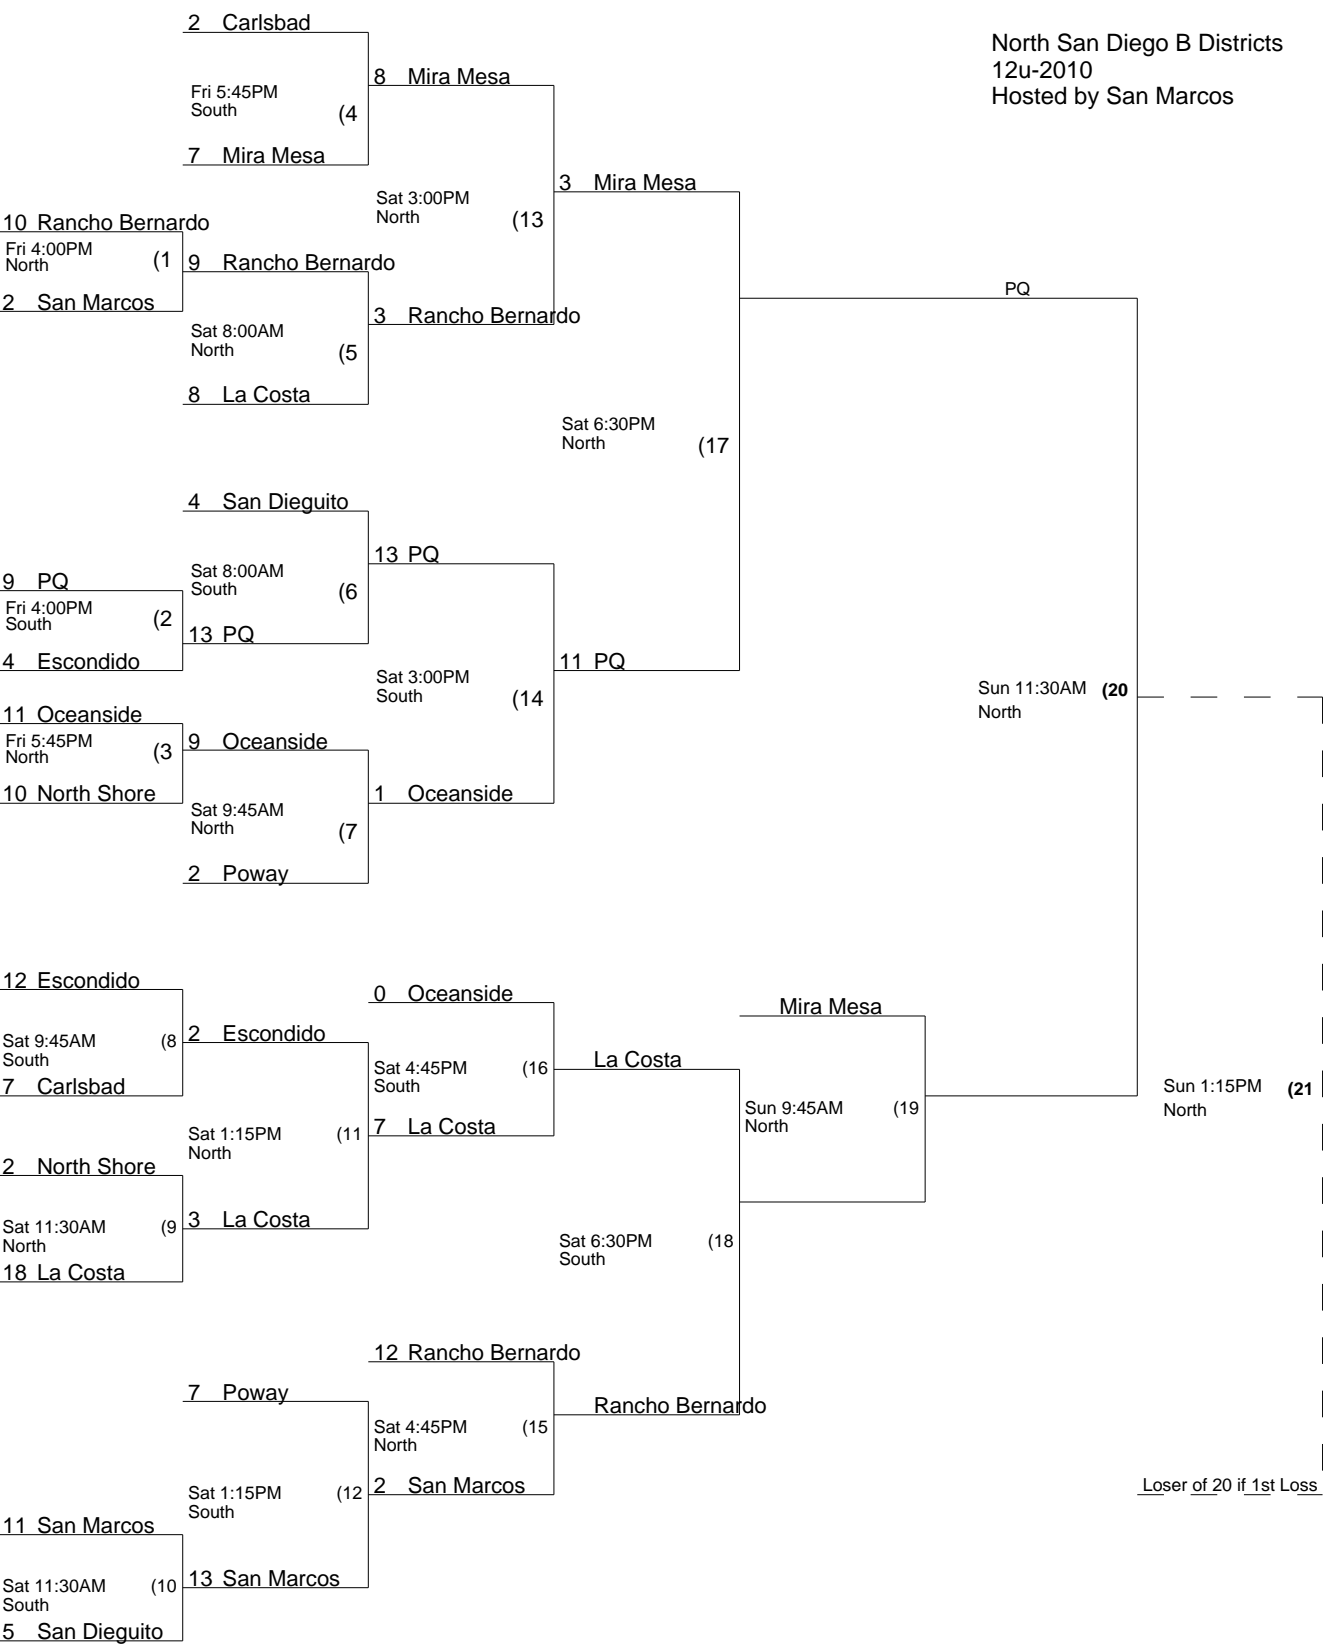 North San Diego B Districts
12u-2010
Hosted by San Marcos
2 Carlsbad
8 Mira Mesa
Fri 5:45PM
South (4
7 Mira Mesa
3 Mira Mesa
Sat 3:00PM
North (13
10 Rancho Bernardo
Fri 4:00PM
North (1
9 Rancho Bernardo
2 San Marcos
3 Rancho Bernardo
Sat 8:00AM
North (5
8 La Costa
PQ
Sat 6:30PM
North (17
4 San Dieguito
13 PQ
Sat 8:00AM
South (6
9 PQ
Fri 4:00PM
South (2
13 PQ
4 Escondido
11 PQ
Sat 3:00PM
South (14
Sun 11:30AM (20
North
11 Oceanside
Fri 5:45PM
North (3
9 Oceanside
10 North Shore
1 Oceanside
Sat 9:45AM
North (7
2 Poway
12 Escondido
0 Oceanside
Mira Mesa
Sat 9:45AM (8
South
2 Escondido
7 Carlsbad
Sat 4:45PM (16
South
La Costa
Sun 9:45AM (19
North
Sun 1:15PM (21
North
7 La Costa
Sat 1:15PM (11
North
2 North Shore
Sat 11:30AM (9
North
3 La Costa
18 La Costa
Sat 6:30PM (18
South
12 Rancho Bernardo
7 Poway
Rancho Bernardo
Sat 4:45PM (15
North
2 San Marcos
Sat 1:15PM (12
South
Loser of 20 if 1st Loss
11 San Marcos
Sat 11:30AM (10
South
13 San Marcos
5 San Dieguito